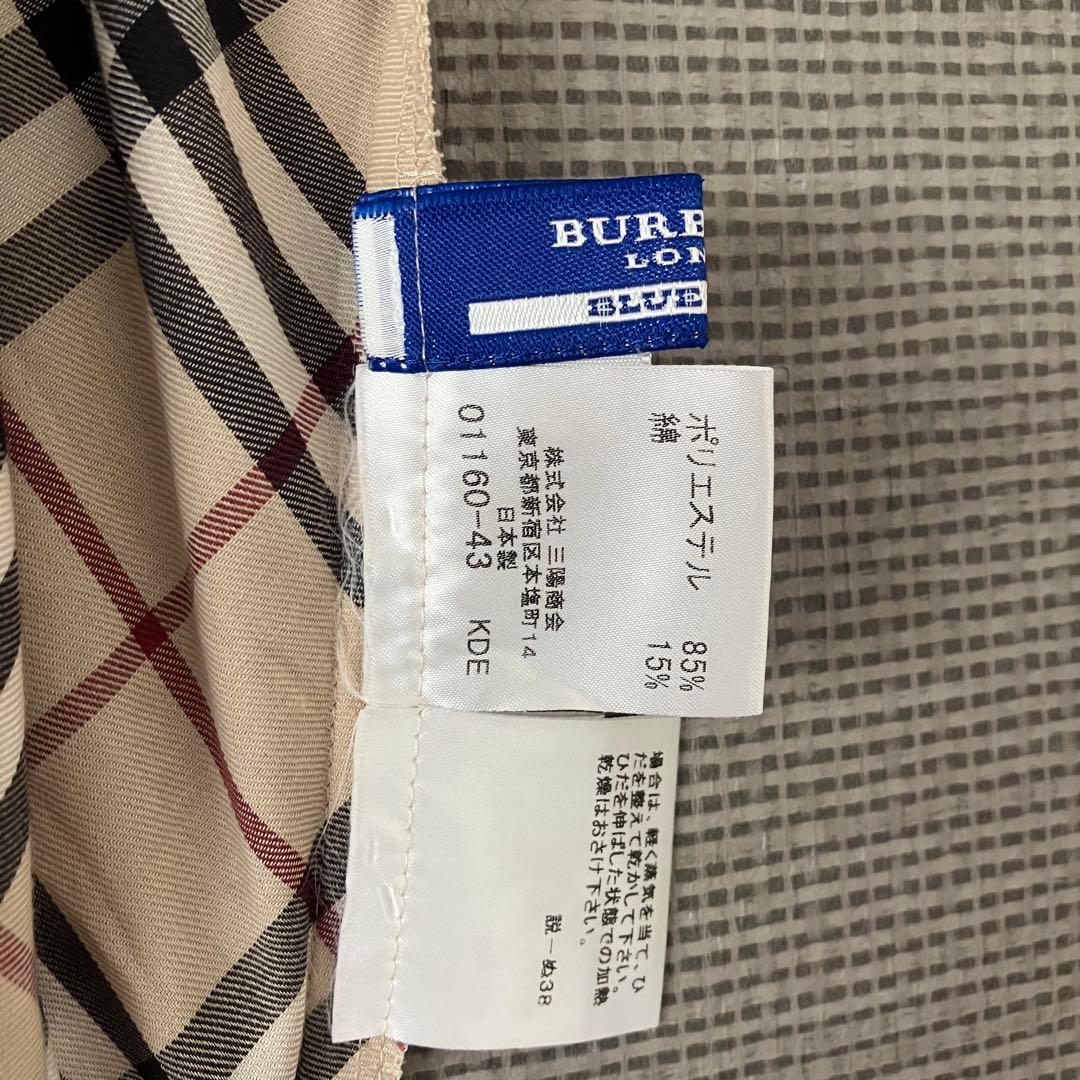 BURB
LON
BLUE
ポリエステル 85%
綿 15%
株式会社 三陽商会
東京都新宿区本塩町14
日本製
01160-43 KDE
場合は、軽く蒸気を当て、ひ
だを整えて乾かして下さい。
ひだを伸ばした状態での加熱
乾燥はおさけ下さい。
説-ぬ38